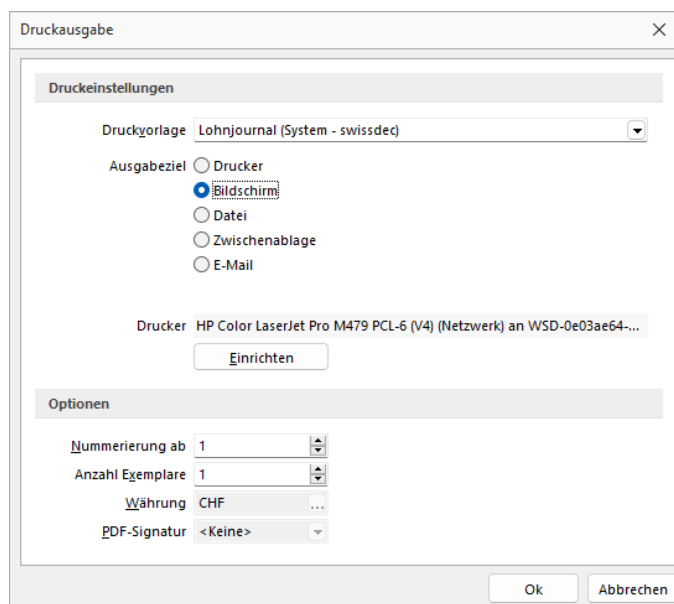 Druckausgabe
Druckeinstellungen
Druckvorlage Lohnjournal (System - swissdec)
Ausgabeziel Drucker
Bildschirm
Datei
Zwischenablage
E-Mail
Drucker HP Color LaserJet Pro M479 PCL-6 (V4) (Netzwerk) an WSD-0e03ae64-...
Einrichten
Optionen
Nummerierung ab 1
Anzahl Exemplare 1
Währung CHF ...
PDF-Signatur <Keine>
Ok Abbrechen